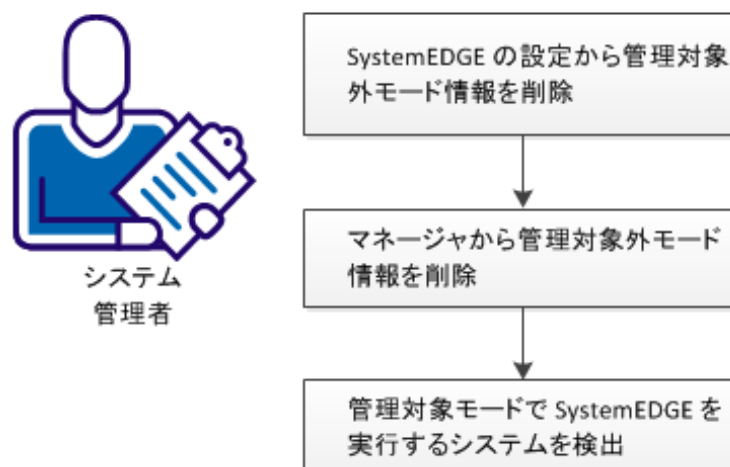 SystemEDGE の設定から管理対象
外モード情報を削除
マネージャから管理対象外モード
情報を削除
管理対象モードで SystemEDGE を
実行するシステムを検出
システム
管理者